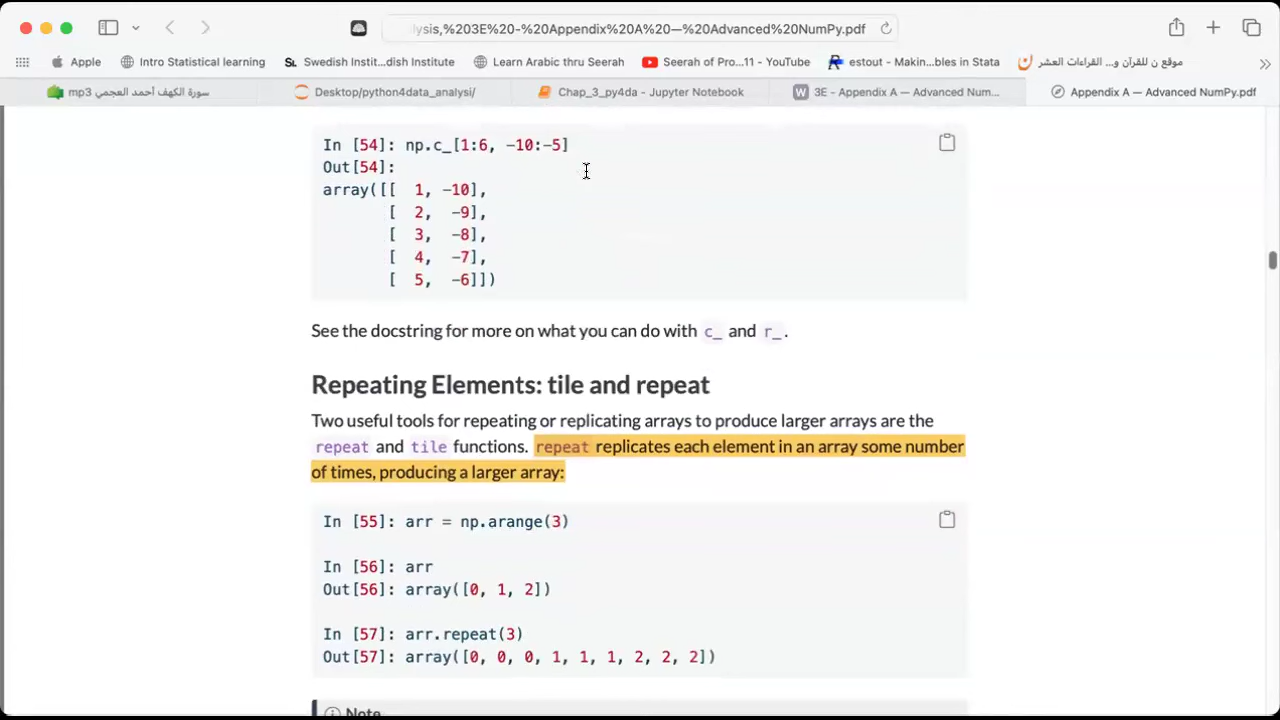 lysis,%203E%20-%20Appendix%20A%20—%20Advanced%20NumPy.pdf
Apple Intro Statistical learning SL Swedish Instit...dish Institute Learn Arabic thru Seerah Seerah of Pro...11 - YouTube estout - Makin...bles in Stata موقع ن للقرآن و... القراءات العشر
سورة الكهف أحمد العجمي mp3 Desktop/python4data_analysi/ Chap_3_py4da - Jupyter Notebook W 3E - Appendix A — Advanced Num... Appendix A — Advanced NumPy.pdf
In [54]: np.c_[1:6, -10:-5]
Out[54]:
array([[ 1, -10],
[ 2, -9],
[ 3, -8],
[ 4, -7],
[ 5, -6]])
See the docstring for more on what you can do with c_ and r_.
Repeating Elements: tile and repeat
Two useful tools for repeating or replicating arrays to produce larger arrays are the
repeat and tile functions. repeat replicates each element in an array some number
of times, producing a larger array:
In [55]: arr = np.arange(3)
In [56]: arr
Out[56]: array([0, 1, 2])
In [57]: arr.repeat(3)
Out[57]: array([0, 0, 0, 1, 1, 1, 2, 2, 2])
Note